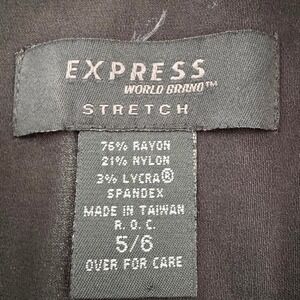 EXPRESS
WORLD BRAND™
STRETCH
76% RAYON
21% NYLON
3% LYCRA®
SPANDEX
MADE IN TAIWAN
R. O. C.
5/6
OVER FOR CARE